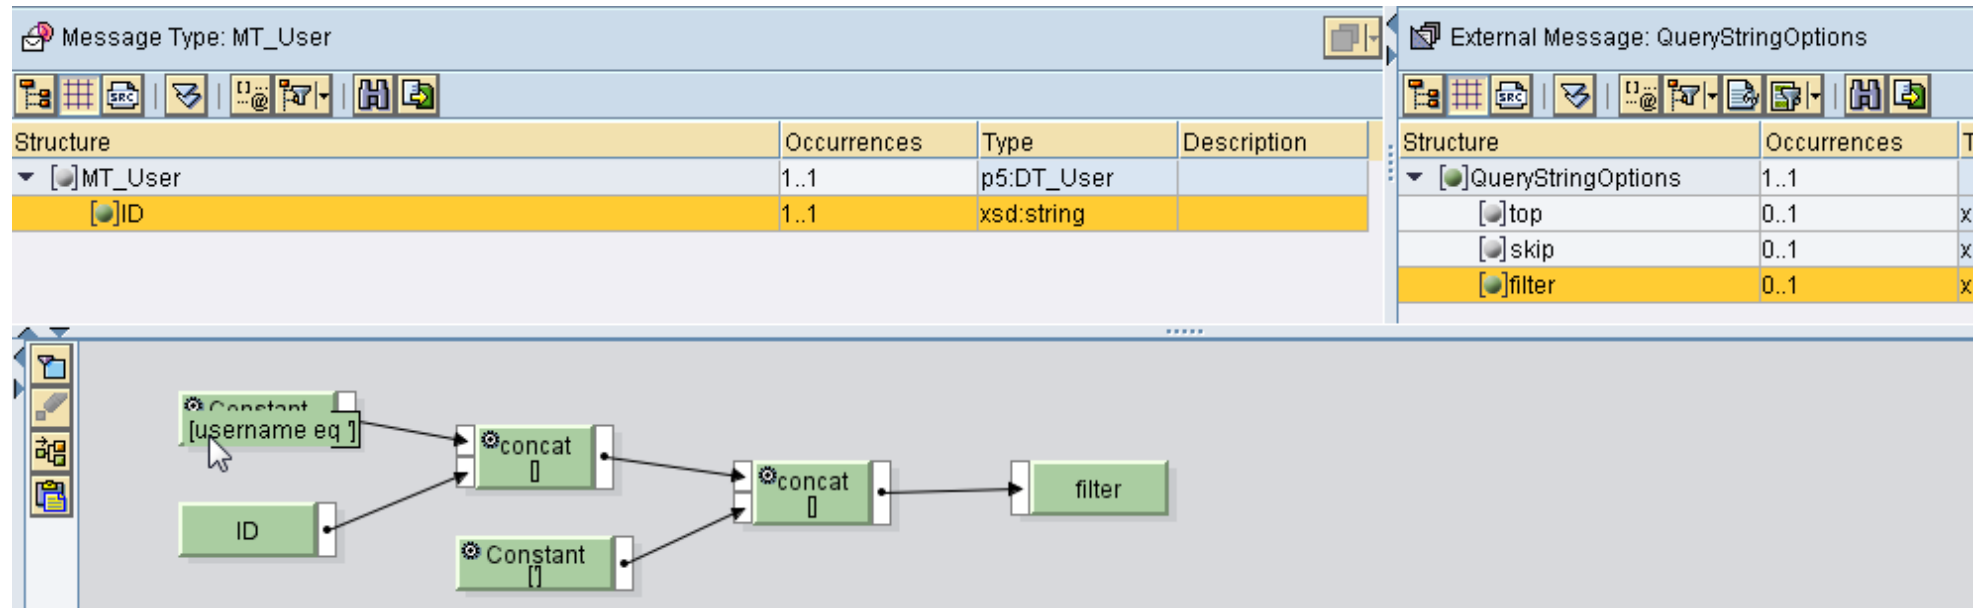 Message Type: MT_User
External Message: QueryStringOptions
SRC
SRC
Structure Occurrences Type Description
Structure Occurrences T
[ ]MT_User 1..1 p5:DT_User
[ ]QueryStringOptions 1..1
[ ]ID 1..1 xsd:string
[ ]top 0..1 x
[ ]skip 0..1 x
[ ]filter 0..1 x
Constant
[username eq ']
concat
[]
concat
[]
filter
ID
Constant
[']